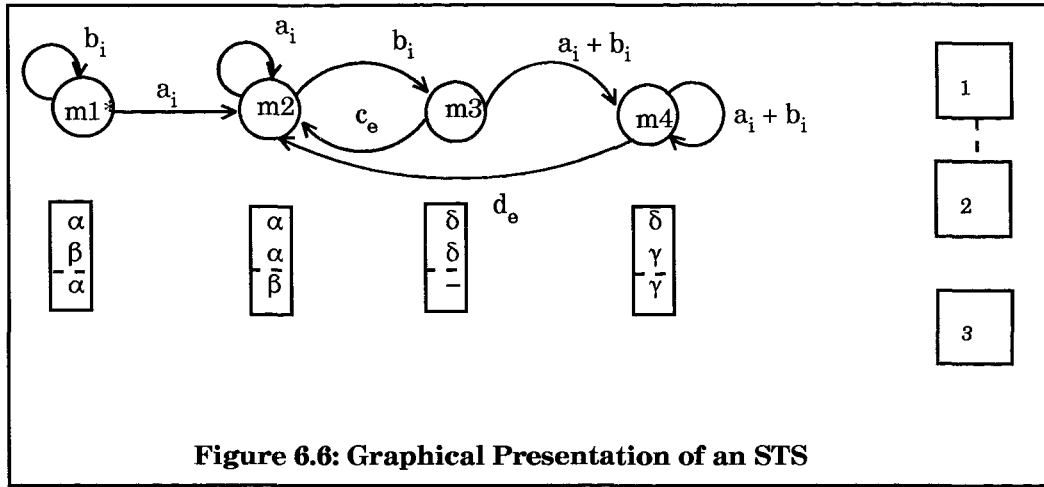 b_i
a_i
a_i
b_i
c_e
a_i + b_i
a_i + b_i
d_e
m1*
m2
m3
m4
α
β
α
α
α
β
δ
δ
–
δ
γ
γ
1
2
3
Figure 6.6: Graphical Presentation of an STS